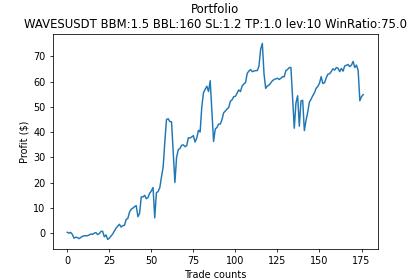 Portfolio
WAVESUSDT BBM:1.5 BBL:160 SL:1.2 TP:1.0 lev:10 WinRatio:75.0
Profit ($)
70
60
50
40
30
20
10
0
0 25 50 75 100 125 150 175
Trade counts